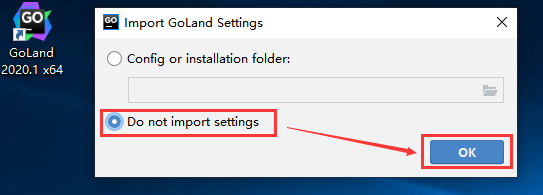 GO
GoLand
2020.1 x64
GO
Import GoLand Settings
Config or installation folder:
Do not import settings
OK